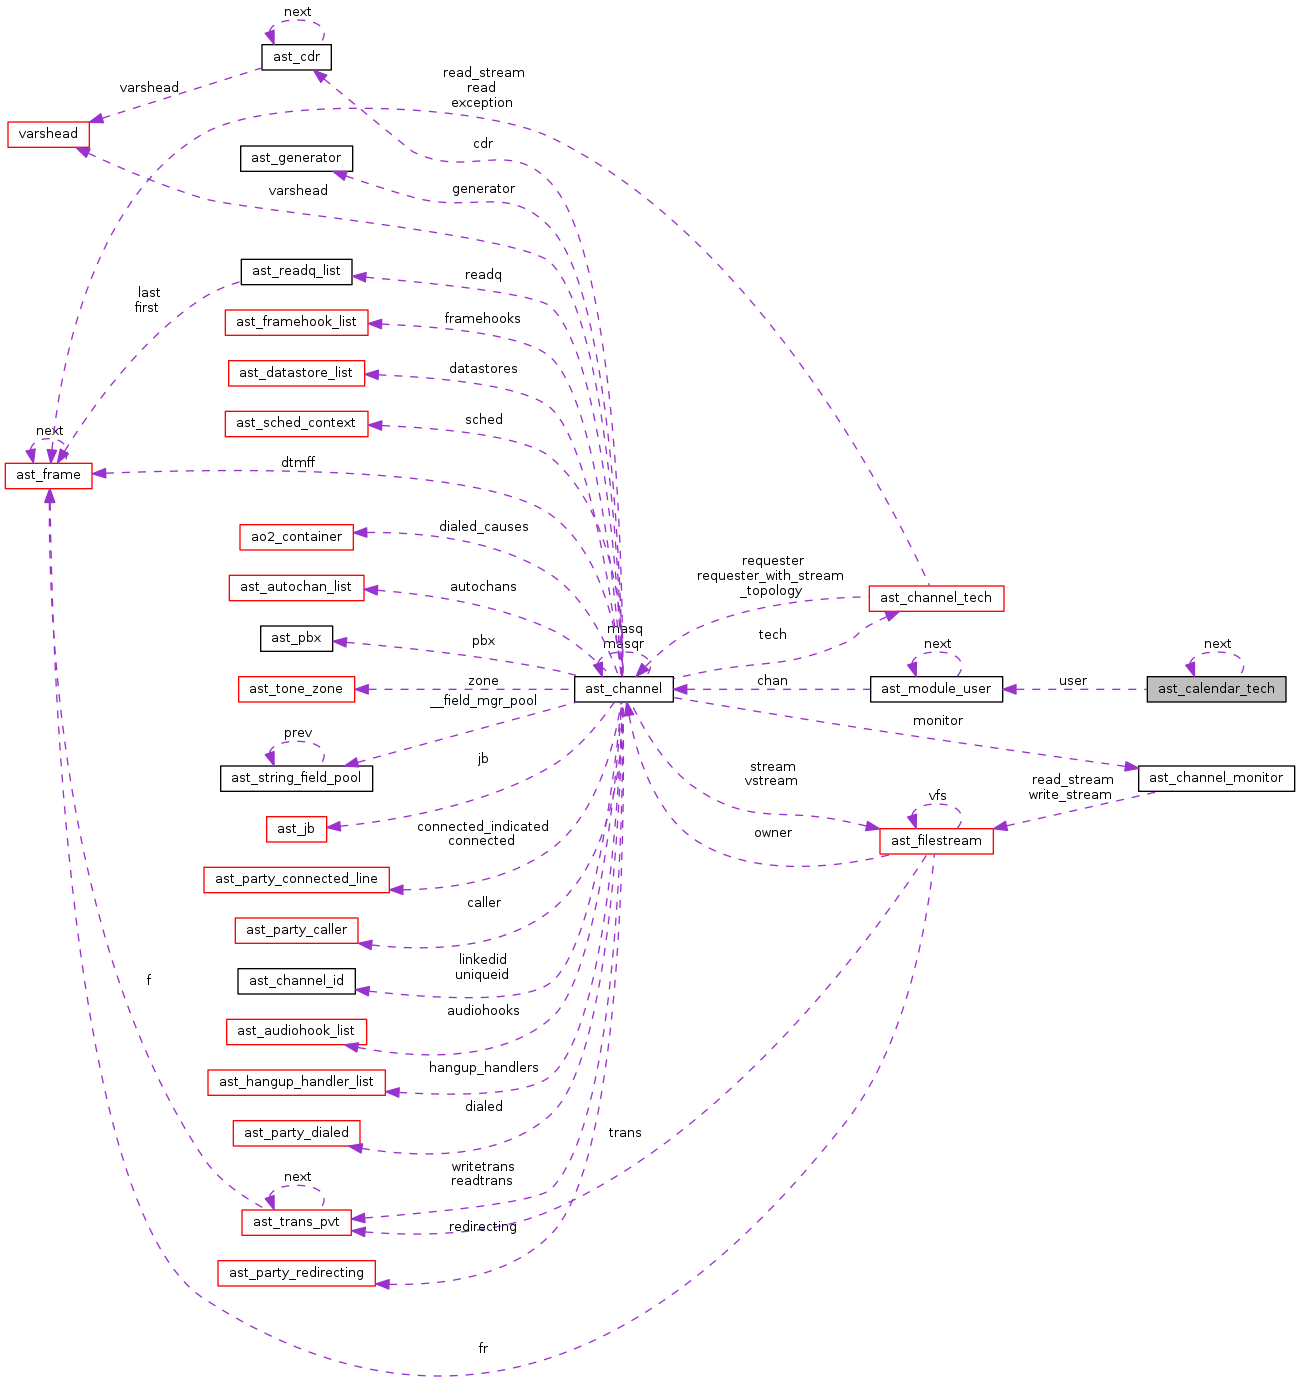 next
ast_cdr
read_stream
read
exception
varshead
varshead
cdr
ast_generator
generator
varshead
ast_readq_list
readq
last
first
ast_framehook_list
framehooks
ast_datastore_list
datastores
ast_sched_context
sched
next
dtmff
ast_frame
ao2_container
dialed_causes
requester
requester_with_stream
_topology
ast_autochan_list
autochans
ast_channel_tech
ast_pbx
pbx
masq
masqr
tech
next
next
ast_tone_zone
zone
ast_channel
chan
ast_module_user
user
ast_calendar_tech
__field_mgr_pool
monitor
prev
ast_string_field_pool
jb
stream
vstream
read_stream
write_stream
ast_channel_monitor
vfs
ast_jb
connected_indicated
connected
owner
ast_filestream
ast_party_connected_line
caller
ast_party_caller
linkedid
uniqueid
f
ast_channel_id
audiohooks
ast_audiohook_list
hangup_handlers
ast_hangup_handler_list
dialed
ast_party_dialed
trans
next
writetrans
readtrans
ast_trans_pvt
redirecting
ast_party_redirecting
fr